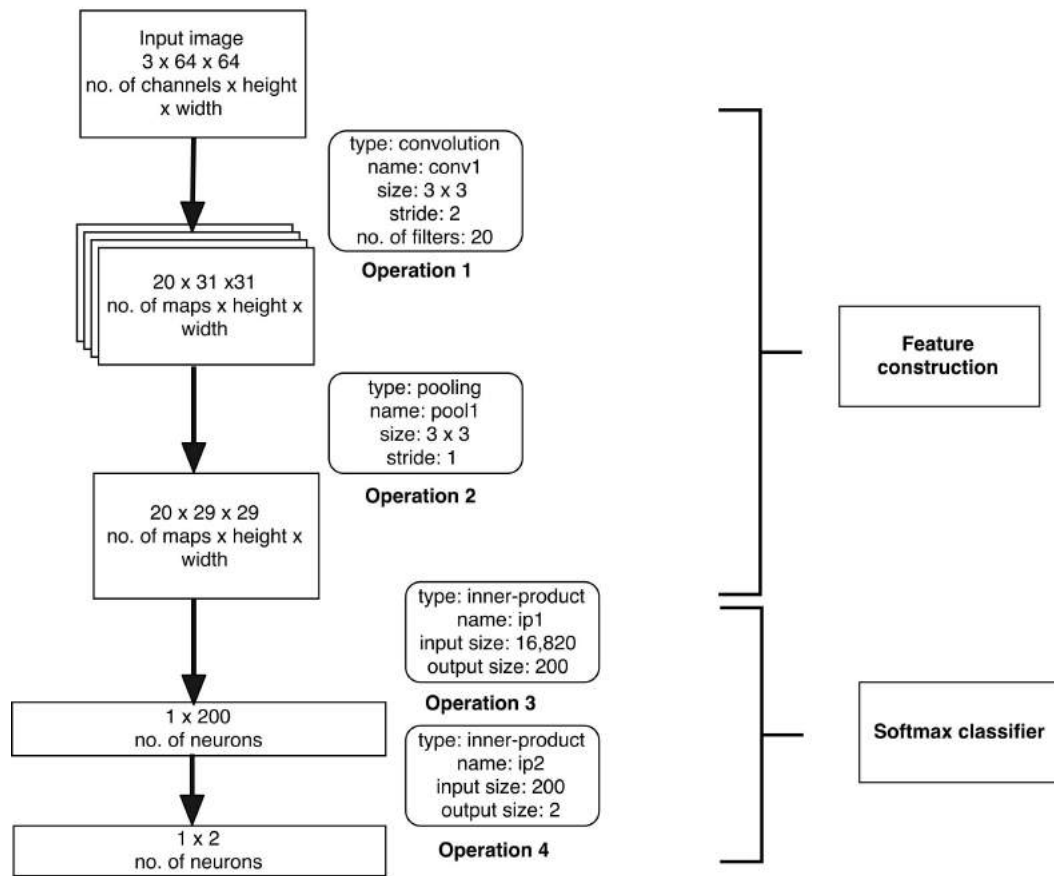 Input image
3 x 64 x 64
no. of channels x height
x width
type: convolution
name: conv1
size: 3 x 3
stride: 2
no. of filters: 20
Operation 1
20 x 31 x31
no. of maps x height x
width
Feature
construction
type: pooling
name: pool1
size: 3 x 3
stride: 1
Operation 2
20 x 29 x 29
no. of maps x height x
width
type: inner-product
name: ip1
input size: 16,820
output size: 200
Operation 3
1 x 200
no. of neurons
Softmax classifier
type: inner-product
name: ip2
input size: 200
output size: 2
Operation 4
1 x 2
no. of neurons